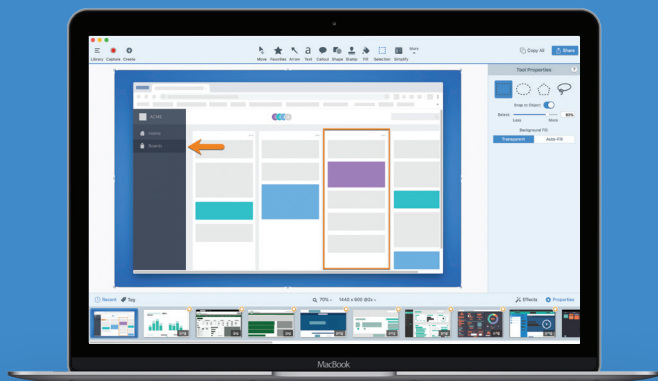 Library Capture Create
Move Favorites Arrow Text Callout Shape Stamp Fill Selection Simplify
More
Copy All
Share
a
Tool Properties
?
Snap to Object
80%
Less More
Background Fill:
Transparent Auto-Fill
ACME
Home
Boards
Recent Tag
70% 1440 x 900 @2x
Effects Properties
MacBook